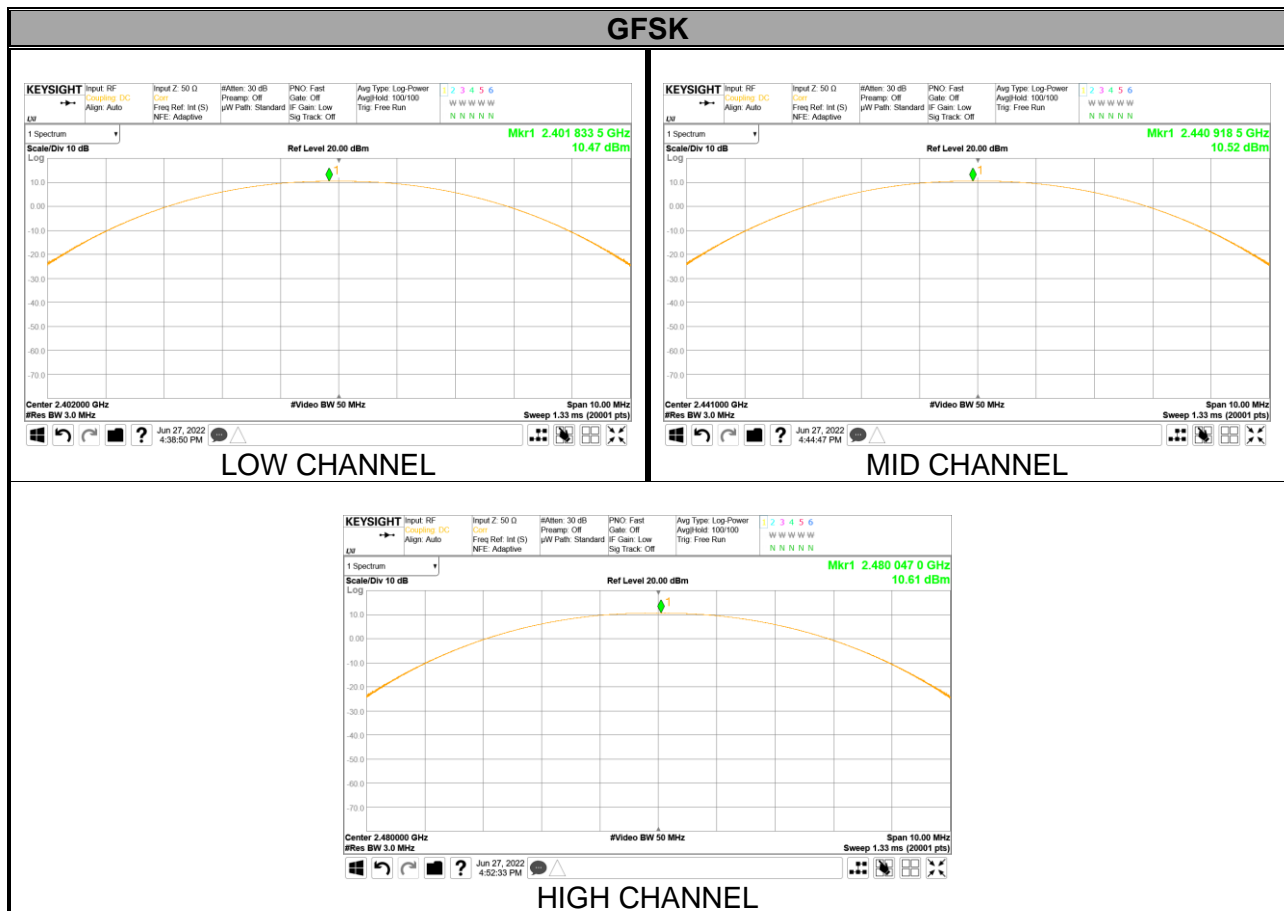 GFSK
KEYSIGHT Input: RF Input Z: 50 Ω #Atten: 30 dB PNO: Fast Avg Type: Log-Power 1 2 3 4 5 6
Coupling: DC Corr Preamp: Off Gate: Off Avg|Hold: 100/100 W W W W W
Align: Auto Freq Ref: Int (S) µW Path: Standard IF Gain: Low Trig: Free Run
NFE: Adaptive Sig Track: Off N N N N N
LXI
1 Spectrum Mkr1 2.401 833 5 GHz
Scale/Div 10 dB Ref Level 20.00 dBm 10.47 dBm
Log
1
10.0
0.00
-10.0
-20.0
-30.0
-40.0
-50.0
-60.0
-70.0
Center 2.402000 GHz #Video BW 50 MHz Span 10.00 MHz
#Res BW 3.0 MHz Sweep 1.33 ms (20001 pts)
? Jun 27, 2022
4:38:50 PM
LOW CHANNEL
KEYSIGHT Input: RF Input Z: 50 Ω #Atten: 30 dB PNO: Fast Avg Type: Log-Power 1 2 3 4 5 6
Coupling: DC Corr Preamp: Off Gate: Off Avg|Hold: 100/100 W W W W W
Align: Auto Freq Ref: Int (S) µW Path: Standard IF Gain: Low Trig: Free Run
NFE: Adaptive Sig Track: Off N N N N N
LXI
1 Spectrum Mkr1 2.440 918 5 GHz
Scale/Div 10 dB Ref Level 20.00 dBm 10.52 dBm
Log
1
10.0
0.00
-10.0
-20.0
-30.0
-40.0
-50.0
-60.0
-70.0
Center 2.441000 GHz #Video BW 50 MHz Span 10.00 MHz
#Res BW 3.0 MHz Sweep 1.33 ms (20001 pts)
? Jun 27, 2022
4:44:47 PM
MID CHANNEL
KEYSIGHT Input: RF Input Z: 50 Ω #Atten: 30 dB PNO: Fast Avg Type: Log-Power 1 2 3 4 5 6
Coupling: DC Corr Preamp: Off Gate: Off Avg|Hold: 100/100 W W W W W
Align: Auto Freq Ref: Int (S) µW Path: Standard IF Gain: Low Trig: Free Run
NFE: Adaptive Sig Track: Off N N N N N
LXI
1 Spectrum Mkr1 2.480 047 0 GHz
Scale/Div 10 dB Ref Level 20.00 dBm 10.61 dBm
Log
1
10.0
0.00
-10.0
-20.0
-30.0
-40.0
-50.0
-60.0
-70.0
Center 2.480000 GHz #Video BW 50 MHz Span 10.00 MHz
#Res BW 3.0 MHz Sweep 1.33 ms (20001 pts)
? Jun 27, 2022
4:52:33 PM
HIGH CHANNEL